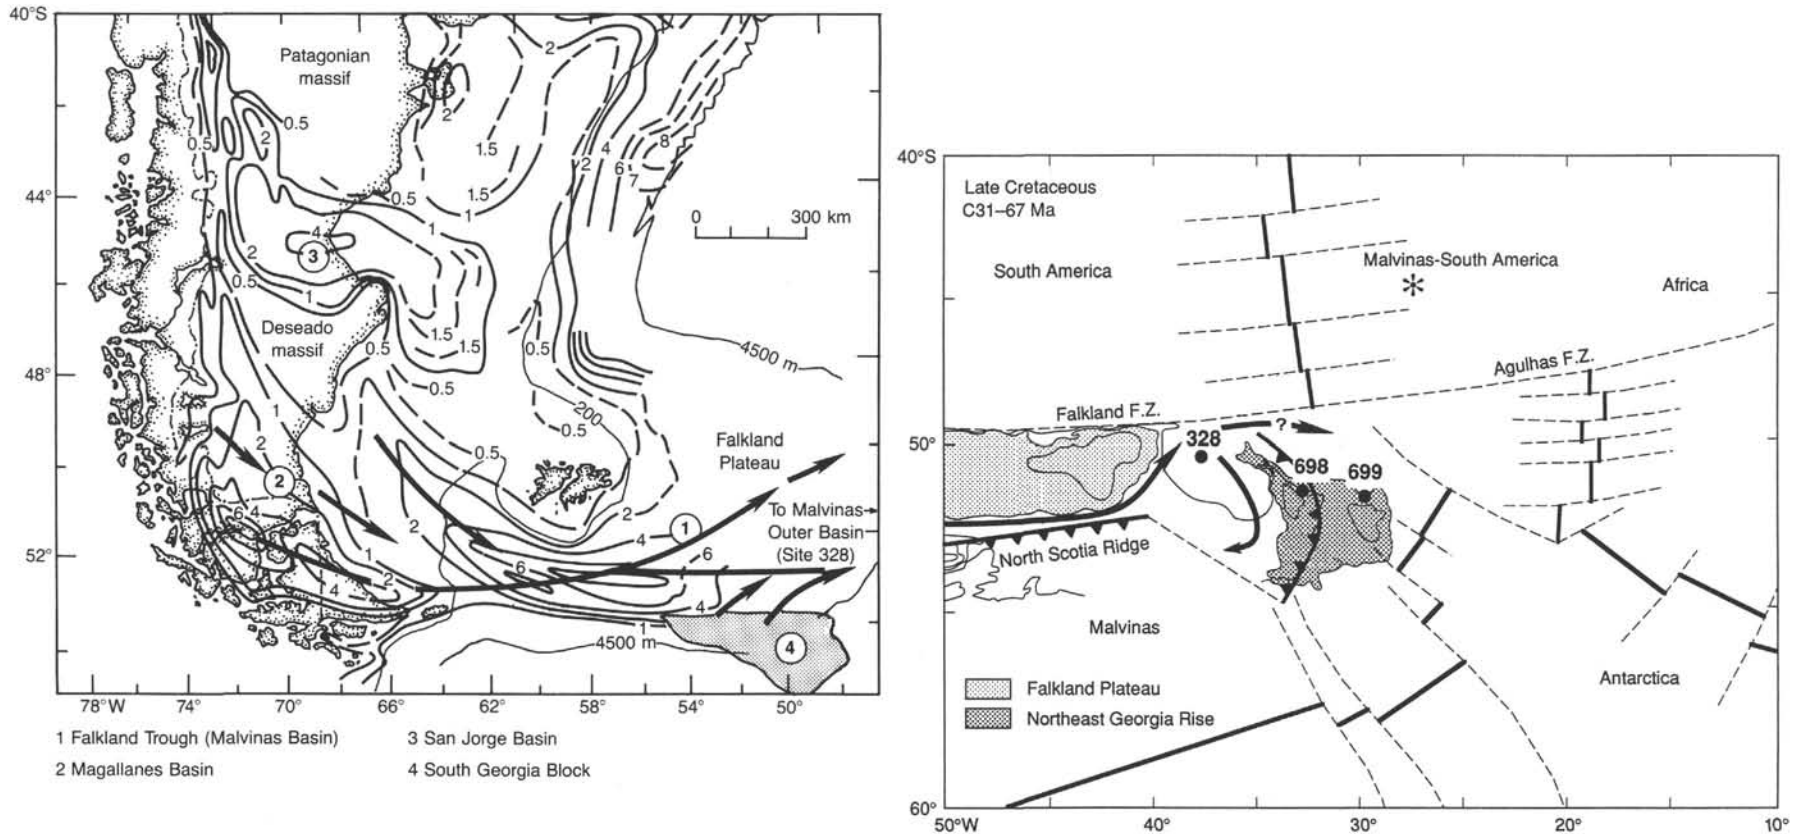 40°S
44°
48°
52°
78°W
74°
70°
66°
62°
58°
54°
50°
Patagonian
massif
0.5
0.5
2
2
2
1.5
1.5
1
0.5
1
2
4
6
7
8
0 300 km
4
3
2
0.5
1
Deseado
massif
0.5
1.5
1.5
0.5
0.5
0.5
200
4500 m
1
2
2
6
4
4
1
2
0.5
2
2
4
6
6
4
1
1
Falkland
Plateau
To Malvinas
Outer Basin
(Site 328)
4500 m
4
1 Falkland Trough (Malvinas Basin)
2 Magallanes Basin
3 San Jorge Basin
4 South Georgia Block
40°S
50°
60°
50°W
40°
30°
20°
10°
Late Cretaceous
C31–67 Ma
South America
Malvinas-South America
Africa
Agulhas F.Z.
Falkland F.Z.
?
328
698
699
North Scotia Ridge
Malvinas
Antarctica
Falkland Plateau
Northeast Georgia Rise